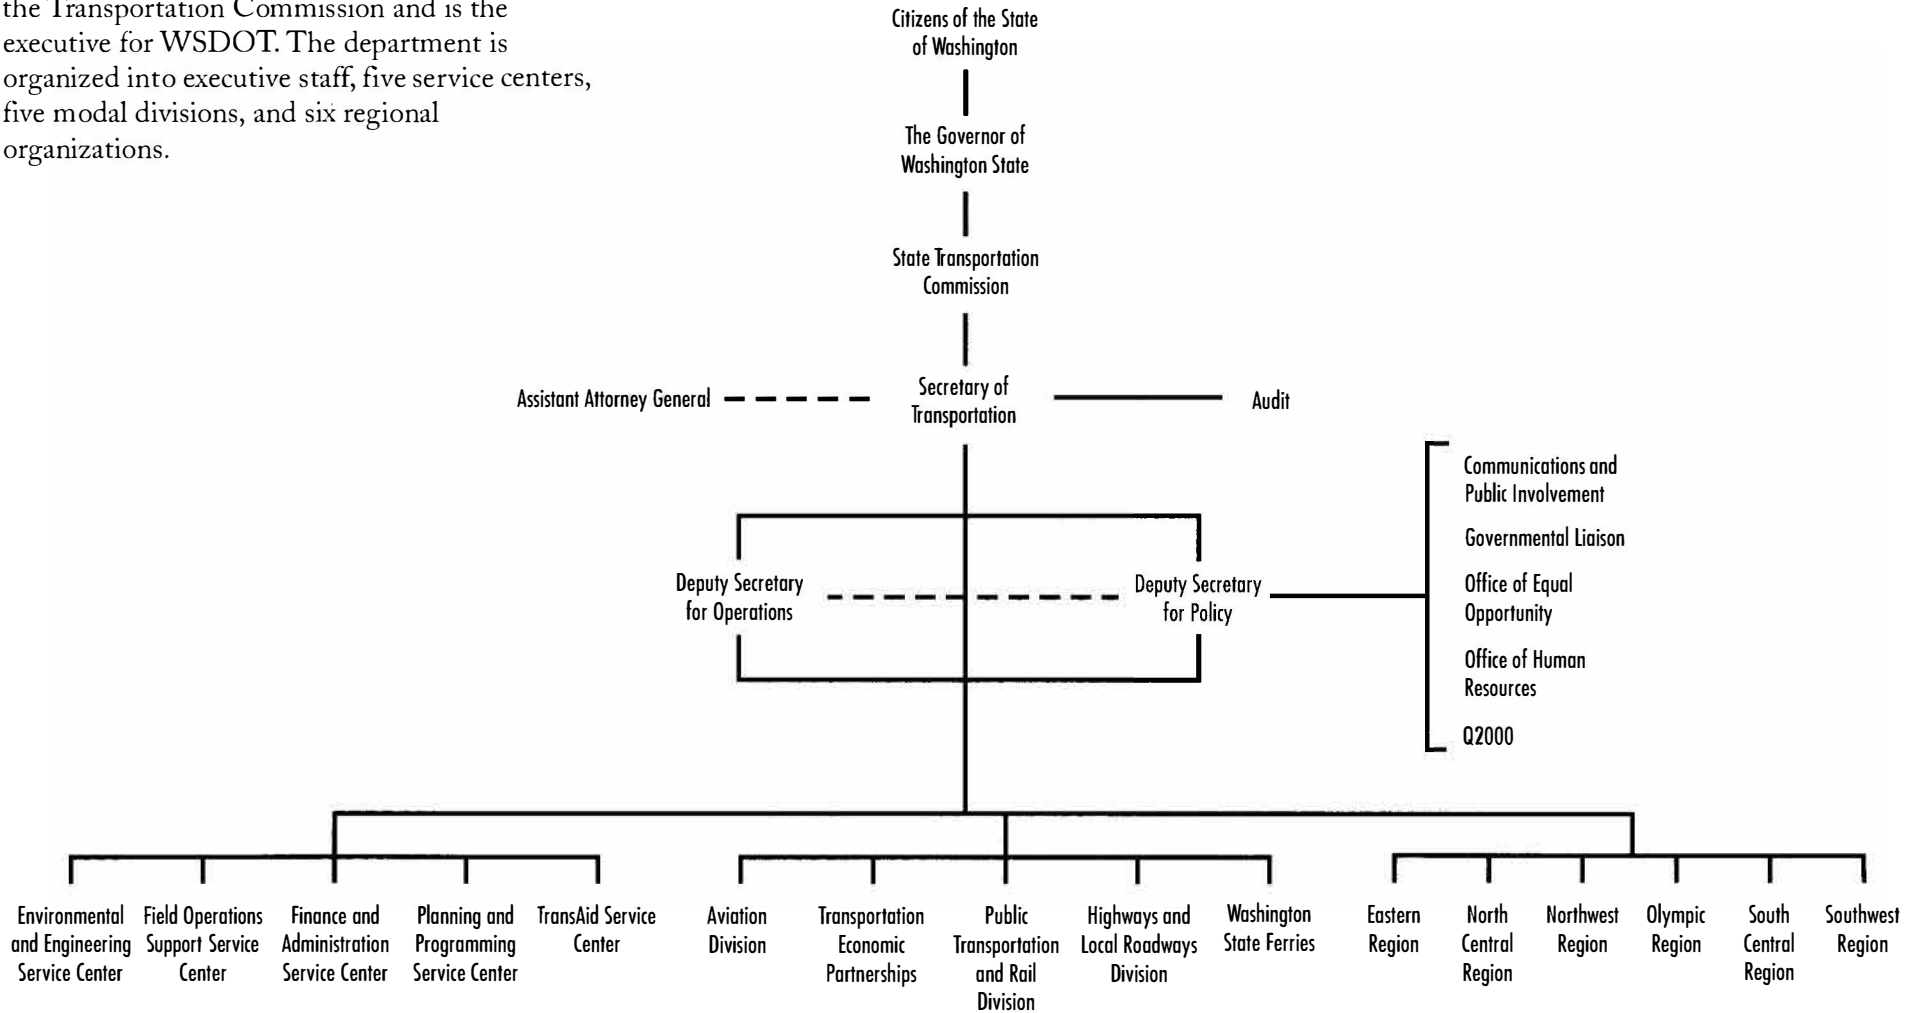 the Transportation Commission and is the
executive for WSDOT. The department is
organized into executive staff, five service centers,
five modal divisions, and six regional
organizations.
Citizens of the State
of Washington
The Governor of
Washington State
State Transportation
Commission
Assistant Attorney General
Secretary of
Transportation
Audit
Deputy Secretary
for Operations
Deputy Secretary
for Policy
Communications and
Public Involvement
Governmental Liaison
Office of Equal
Opportunity
Office of Human
Resources
Q2000
Environmental
and Engineering
Service Center
Field Operations
Support Service
Center
Finance and
Administration
Service Center
Planning and
Programming
Service Center
TransAid Service
Center
Aviation
Division
Transportation
Economic
Partnerships
Public
Transportation
and Rail
Division
Highways and
Local Roadways
Division
Washington
State Ferries
Eastern
Region
North
Central
Region
Northwest
Region
Olympic
Region
South
Central
Region
Southwest
Region